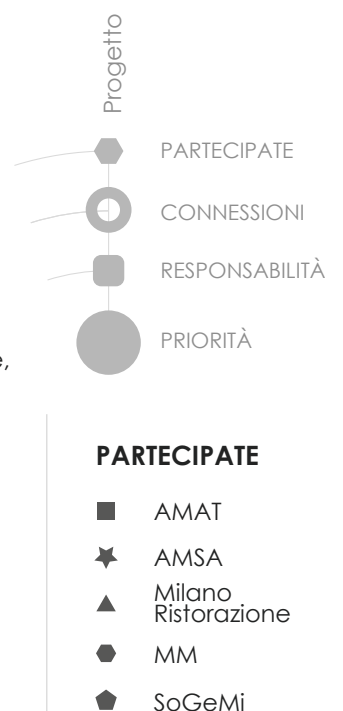 Progetto
PARTECIPATE
CONNESSIONI
RESPONSABILITÀ
PRIORITÀ
e,
PARTECIPATE
AMAT
AMSA
Milano
Ristorazione
MM
SoGeMi